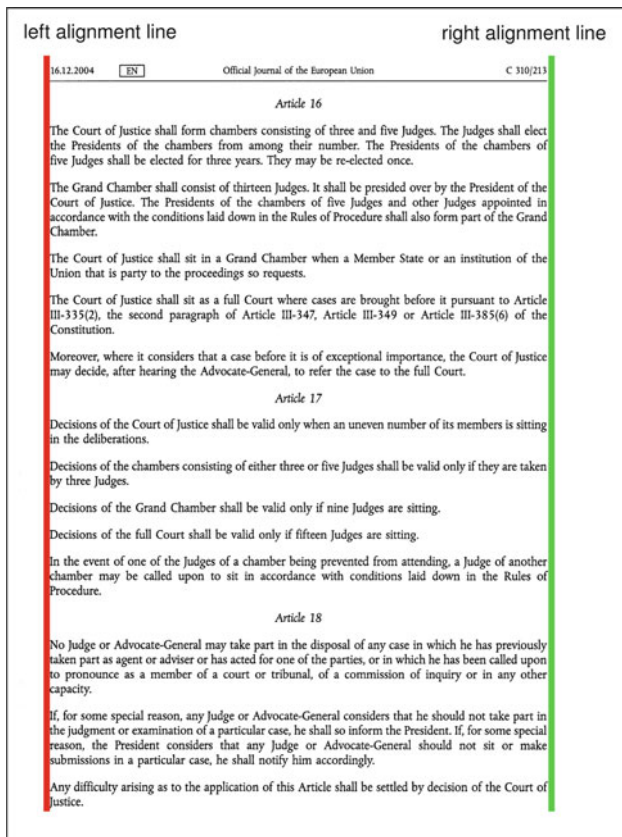 left alignment line
right alignment line
16.12.2004 EN Official Journal of the European Union C 310/213
Article 16
The Court of Justice shall form chambers consisting of three and five Judges. The Judges shall elect
the Presidents of the chambers from among their number. The Presidents of the chambers of
five Judges shall be elected for three years. They may be re-elected once.
The Grand Chamber shall consist of thirteen Judges. It shall be presided over by the President of the
Court of Justice. The Presidents of the chambers of five Judges and other Judges appointed in
accordance with the conditions laid down in the Rules of Procedure shall also form part of the Grand
Chamber.
The Court of Justice shall sit in a Grand Chamber when a Member State or an institution of the
Union that is party to the proceedings so requests.
The Court of Justice shall sit as a full Court where cases are brought before it pursuant to Article
III-335(2), the second paragraph of Article III-347, Article III-349 or Article III-385(6) of the
Constitution.
Moreover, where it considers that a case before it is of exceptional importance, the Court of Justice
may decide, after hearing the Advocate-General, to refer the case to the full Court.
Article 17
Decisions of the Court of Justice shall be valid only when an uneven number of its members is sitting
in the deliberations.
Decisions of the chambers consisting of either three or five Judges shall be valid only if they are taken
by three Judges.
Decisions of the Grand Chamber shall be valid only if nine Judges are sitting.
Decisions of the full Court shall be valid only if fifteen Judges are sitting.
In the event of one of the Judges of a chamber being prevented from attending, a Judge of another
chamber may be called upon to sit in accordance with conditions laid down in the Rules of
Procedure.
Article 18
No Judge or Advocate-General may take part in the disposal of any case in which he has previously
taken part as agent or adviser or has acted for one of the parties, or in which he has been called upon
to pronounce as a member of a court or tribunal, of a commission of inquiry or in any other
capacity.
If, for some special reason, any Judge or Advocate-General considers that he should not take part in
the judgment or examination of a particular case, he shall so inform the President. If, for some special
reason, the President considers that any Judge or Advocate-General should not sit or make
submissions in a particular case, he shall notify him accordingly.
Any difficulty arising as to the application of this Article shall be settled by decision of the Court of
Justice.